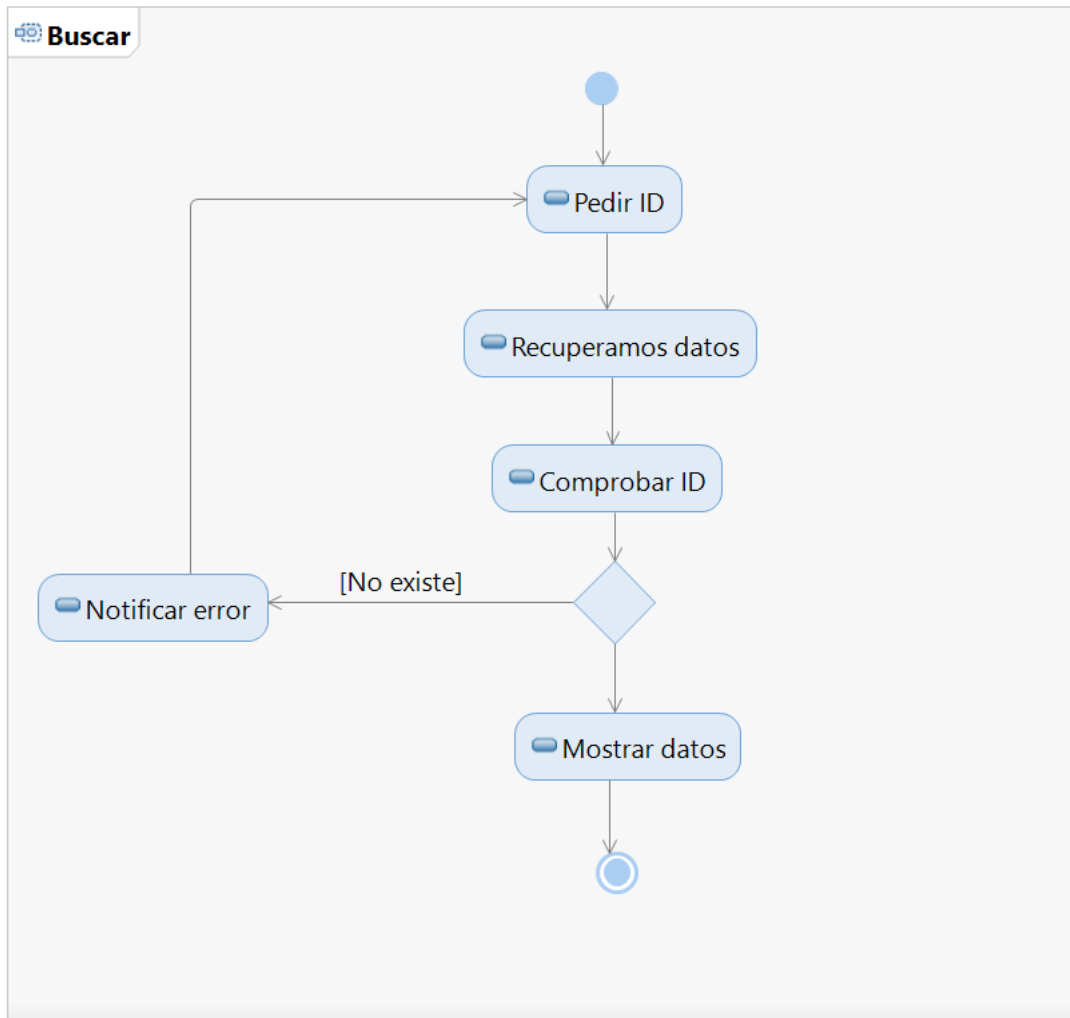 Buscar
Pedir ID
Recuperamos datos
Comprobar ID
[No existe]
Notificar error
Mostrar datos